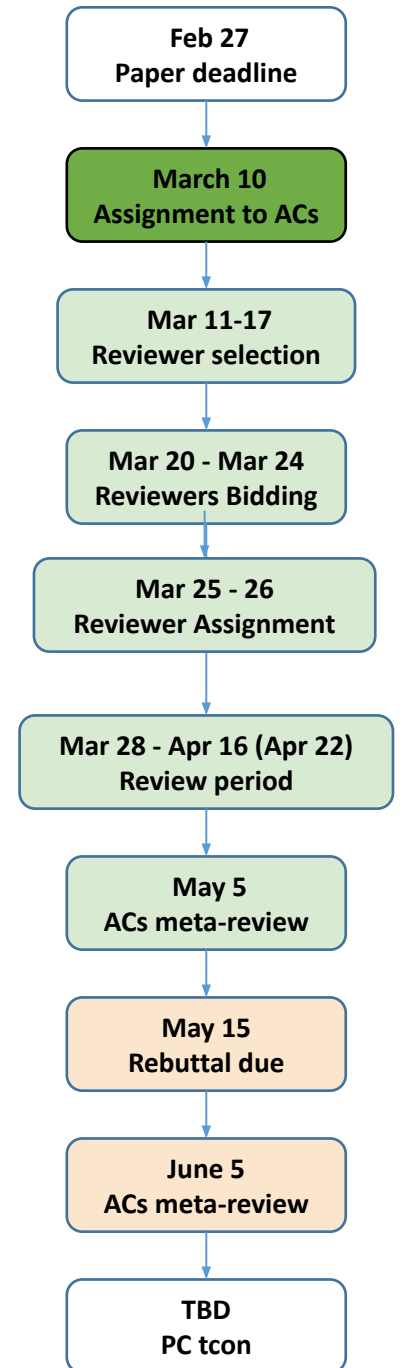 Feb 27
Paper deadline
March 10
Assignment to ACs
Mar 11-17
Reviewer selection
Mar 20 - Mar 24
Reviewers Bidding
Mar 25 - 26
Reviewer Assignment
Mar 28 - Apr 16 (Apr 22)
Review period
May 5
ACs meta-review
May 15
Rebuttal due
June 5
ACs meta-review
TBD
PC tcon